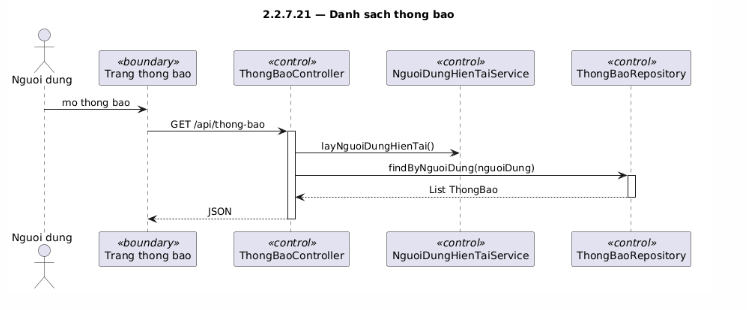 2.2.7.21 — Danh sach thong bao
Nguoi dung
«boundary»
Trang thong bao
«control»
ThongBaoController
«control»
NguoiDungHienTaiService
«control»
ThongBaoRepository
mo thong bao
GET /api/thong-bao
layNguoiDungHienTai()
findByNguoiDung(nguoiDung)
List ThongBao
JSON
Nguoi dung
«boundary»
Trang thong bao
«control»
ThongBaoController
«control»
NguoiDungHienTaiService
«control»
ThongBaoRepository